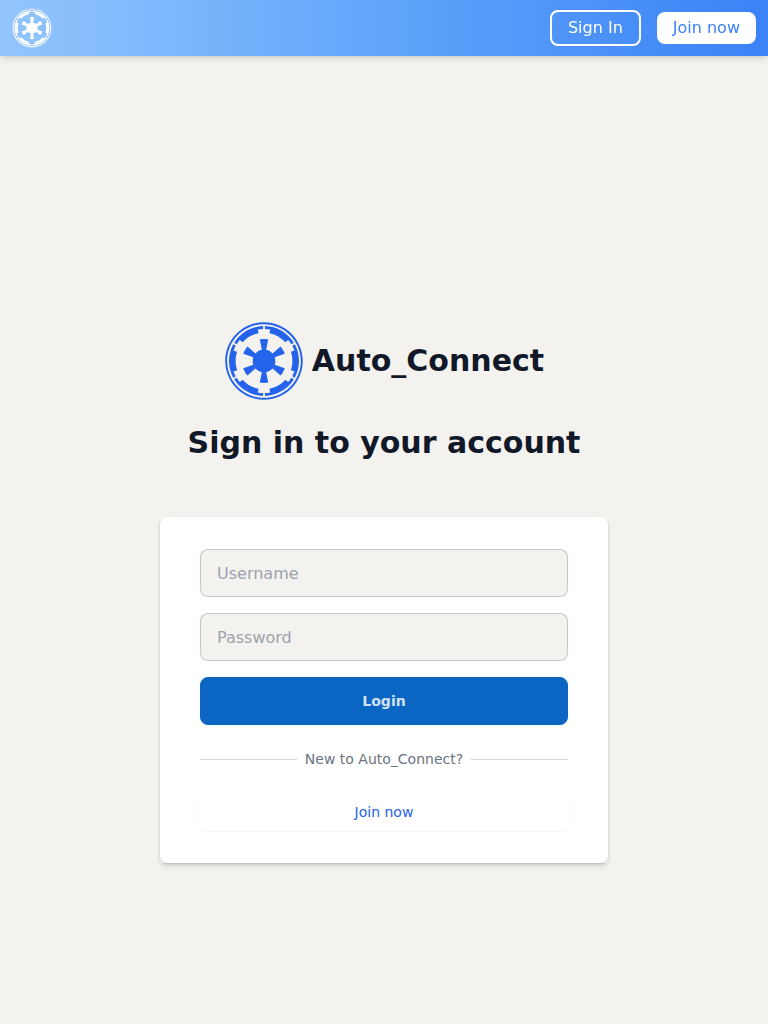 Sign In
Join now
Auto_Connect
Sign in to your account
Username
Password
Login
New to Auto_Connect?
Join now